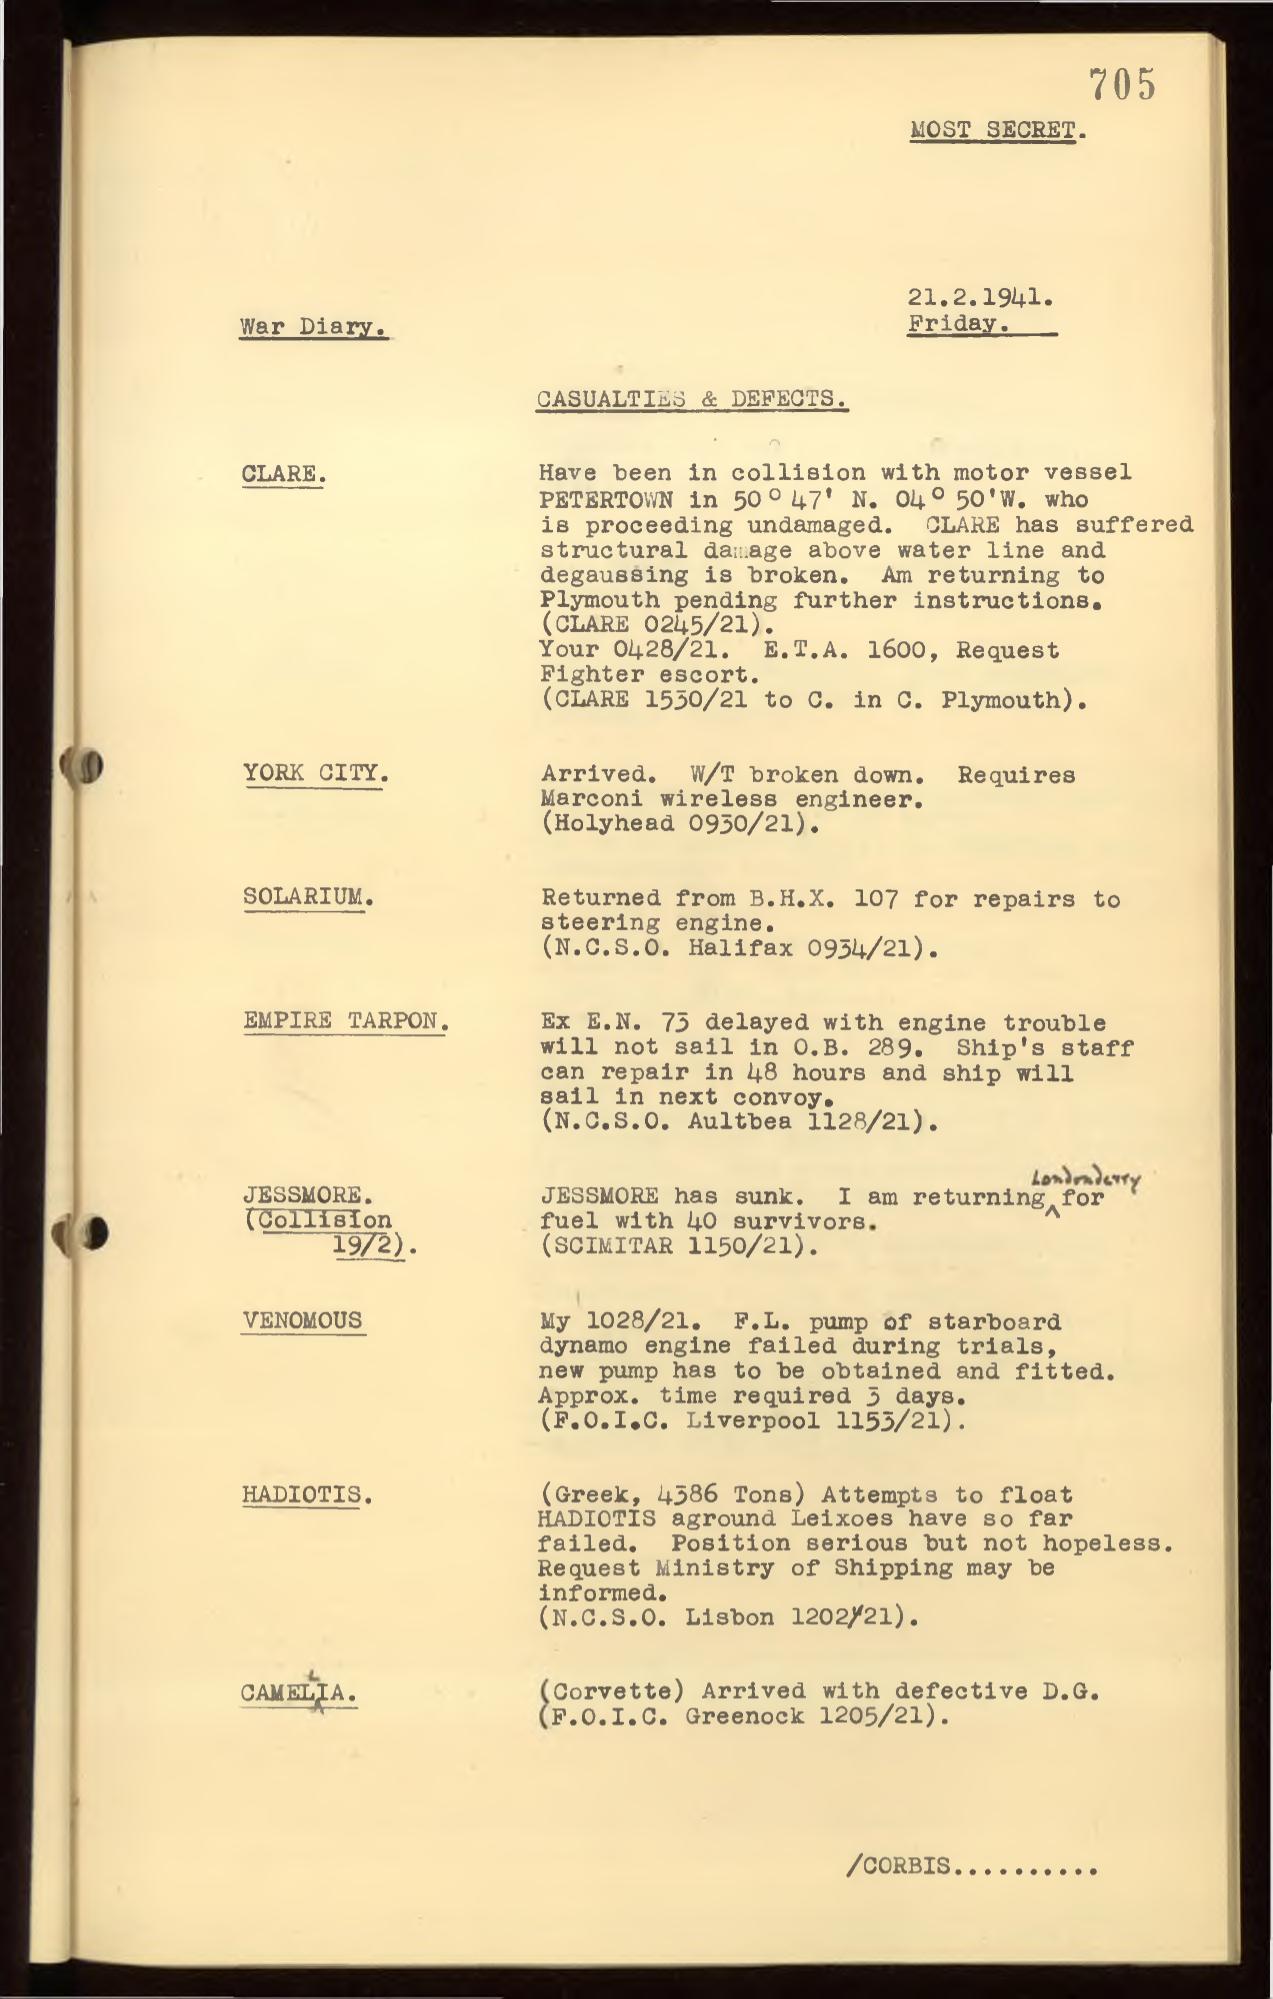 705
MOST SECRET.
21.2.1941.
War Diary.
Friday.
CASUALTIES & DEFECTS.
CLARE.
Have been in collision with motor vessel
PETERTOWN in 50° 47' N. 04° 50'W. who
is proceeding undamaged. CLARE has suffered
structural damage above water line and
degaussing is broken. Am returning to
Plymouth pending further instructions.
(CLARE 0245/21).
Your 0428/21. E.T.A. 1600, Request
Fighter escort.
(CLARE 1530/21 to C. in C. Plymouth).
YORK CITY.
Arrived. W/T broken down. Requires
Marconi wireless engineer.
(Holyhead 0930/21).
SOLARIUM.
Returned from B.H.X. 107 for repairs to
steering engine.
(N.C.S.O. Halifax 0934/21).
EMPIRE TARPON.
Ex E.N. 73 delayed with engine trouble
will not sail in O.B. 289. Ship's staff
can repair in 48 hours and ship will
sail in next convoy.
(N.C.S.O. Aultbea 1128/21).
JESSMORE.
(Collision
19/2).
Londonderry
JESSMORE has sunk. I am returning ^ for
fuel with 40 survivors.
(SCIMITAR 1150/21).
VENOMOUS
My 1028/21. F.L. pump of starboard
dynamo engine failed during trials,
new pump has to be obtained and fitted.
Approx. time required 3 days.
(F.O.I.C. Liverpool 1153/21).
HADIOTIS.
(Greek, 4386 Tons) Attempts to float
HADIOTIS aground Leixoes have so far
failed. Position serious but not hopeless.
Request Ministry of Shipping may be
informed.
(N.C.S.O. Lisbon 1202/21).
L
CAMELIA.
(Corvette) Arrived with defective D.G.
(F.O.I.C. Greenock 1205/21).
/CORBIS..........